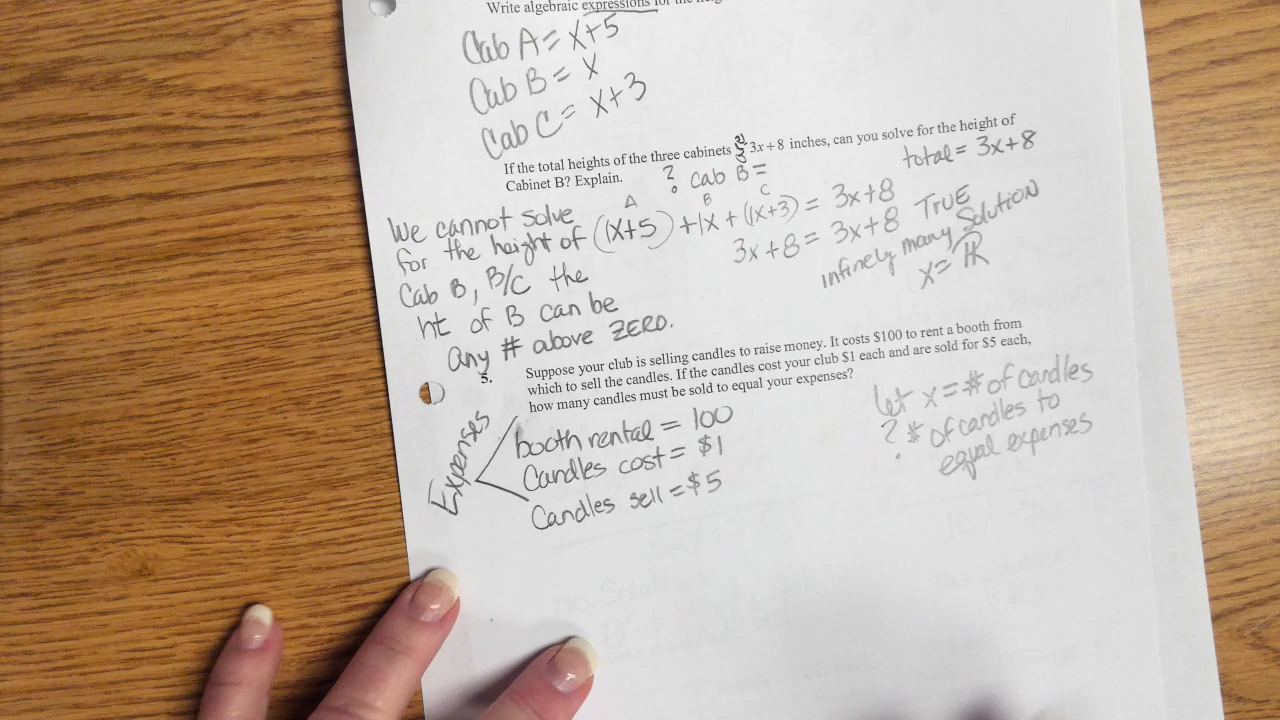 Write algebraic expressions for the
Cab A = x+5
Cab B = x
Cab C = x+3
If the total heights of the three cabinets is 3x+8 inches, can you solve for the height of
Cabinet B? Explain.
? cab B =
total = 3x+8
A B C
(1x+5) + 1x + (1x+3) = 3x+8
3x+8 = 3x+8 TRUE
infinely many Solution
x = ℝ
We cannot solve
for the height of
Cab B, B/C the
ht of B can be
any # above ZERO.
5. Suppose your club is selling candles to raise money. It costs $100 to rent a booth from
which to sell the candles. If the candles cost your club $1 each and are sold for $5 each,
how many candles must be sold to equal your expenses?
Expenses
booth rental = 100
Candles cost = $1
Candles sell = $5
let x = # of candles
? # of candles to
equal expenses